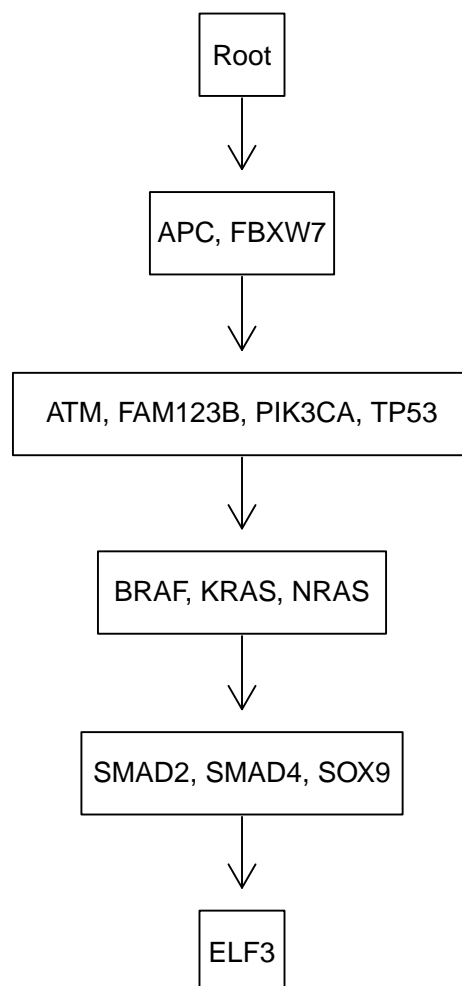 Root
APC, FBXW7
ATM, FAM123B, PIK3CA, TP53
BRAF, KRAS, NRAS
SMAD2, SMAD4, SOX9
ELF3